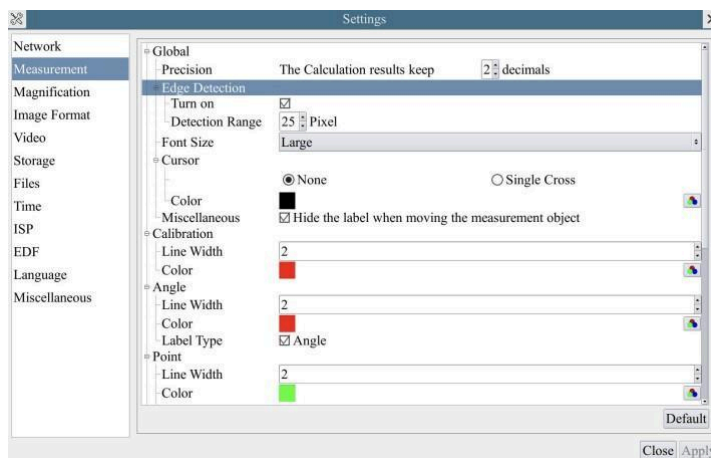 Settings
Network
Measurement
Magnification
Image Format
Video
Storage
Files
Time
ISP
EDF
Language
Miscellaneous
Global
Precision The Calculation results keep 2 decimals
Edge Detection
Turn on
Detection Range 25 Pixel
Font Size Large
Cursor
None Single Cross
Color
Miscellaneous Hide the label when moving the measurement object
Calibration
Line Width 2
Color
Angle
Line Width 2
Color
Label Type Angle
Point
Line Width 2
Color
Default
Close Apply